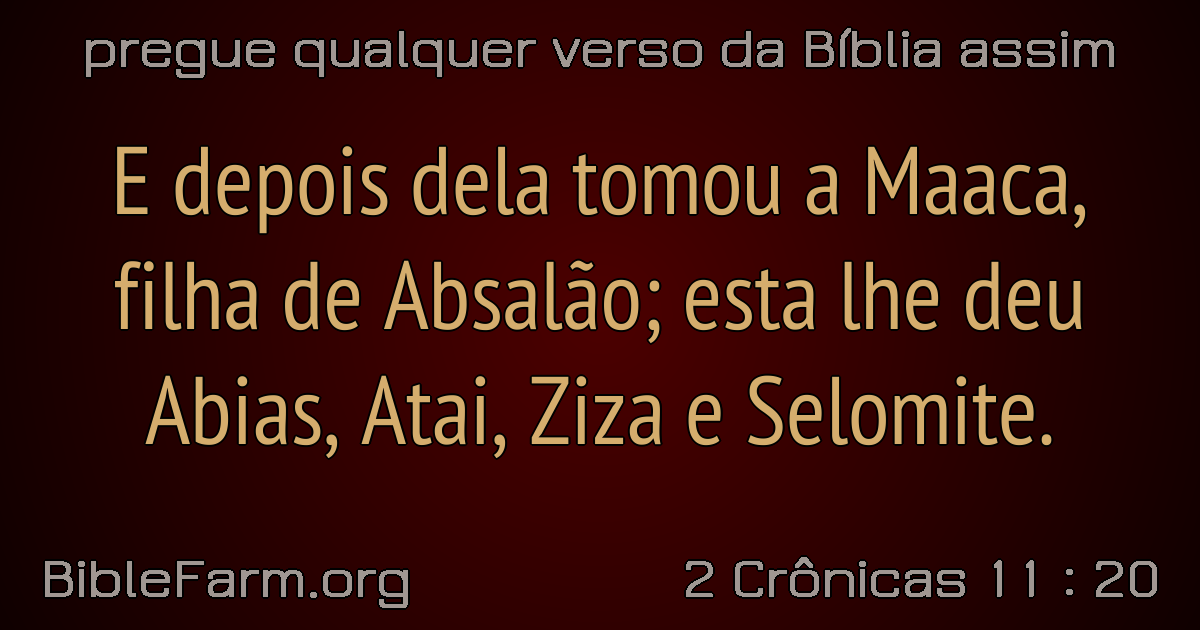 pregue qualquer verso da Bíblia assim
E depois dela tomou a Maaca,
filha de Absalão; esta lhe deu
Abias, Atai, Ziza e Selomite.
BibleFarm.org
2 Crônicas 11 : 20